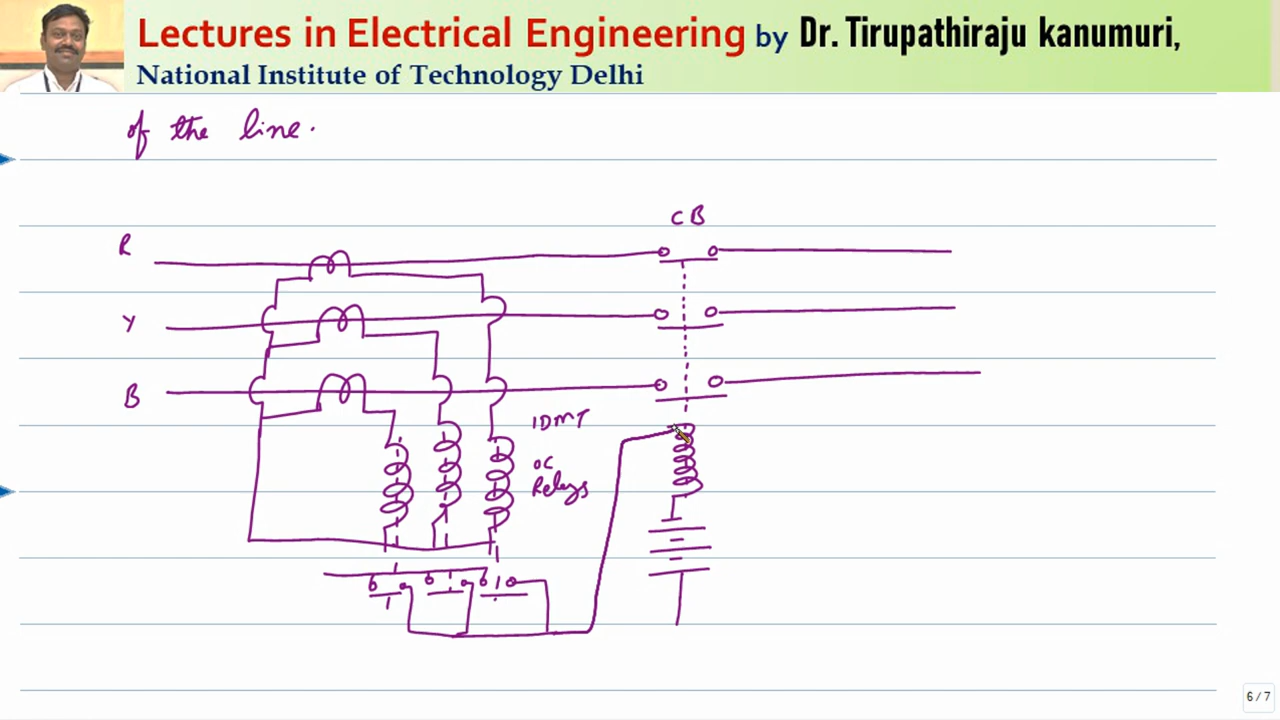 Lectures in Electrical Engineering by Dr. Tirupathiraju kanumuri,
National Institute of Technology Delhi
of the line.
CB
R
Y
B
IDMT
OC
Relays
6 / 7